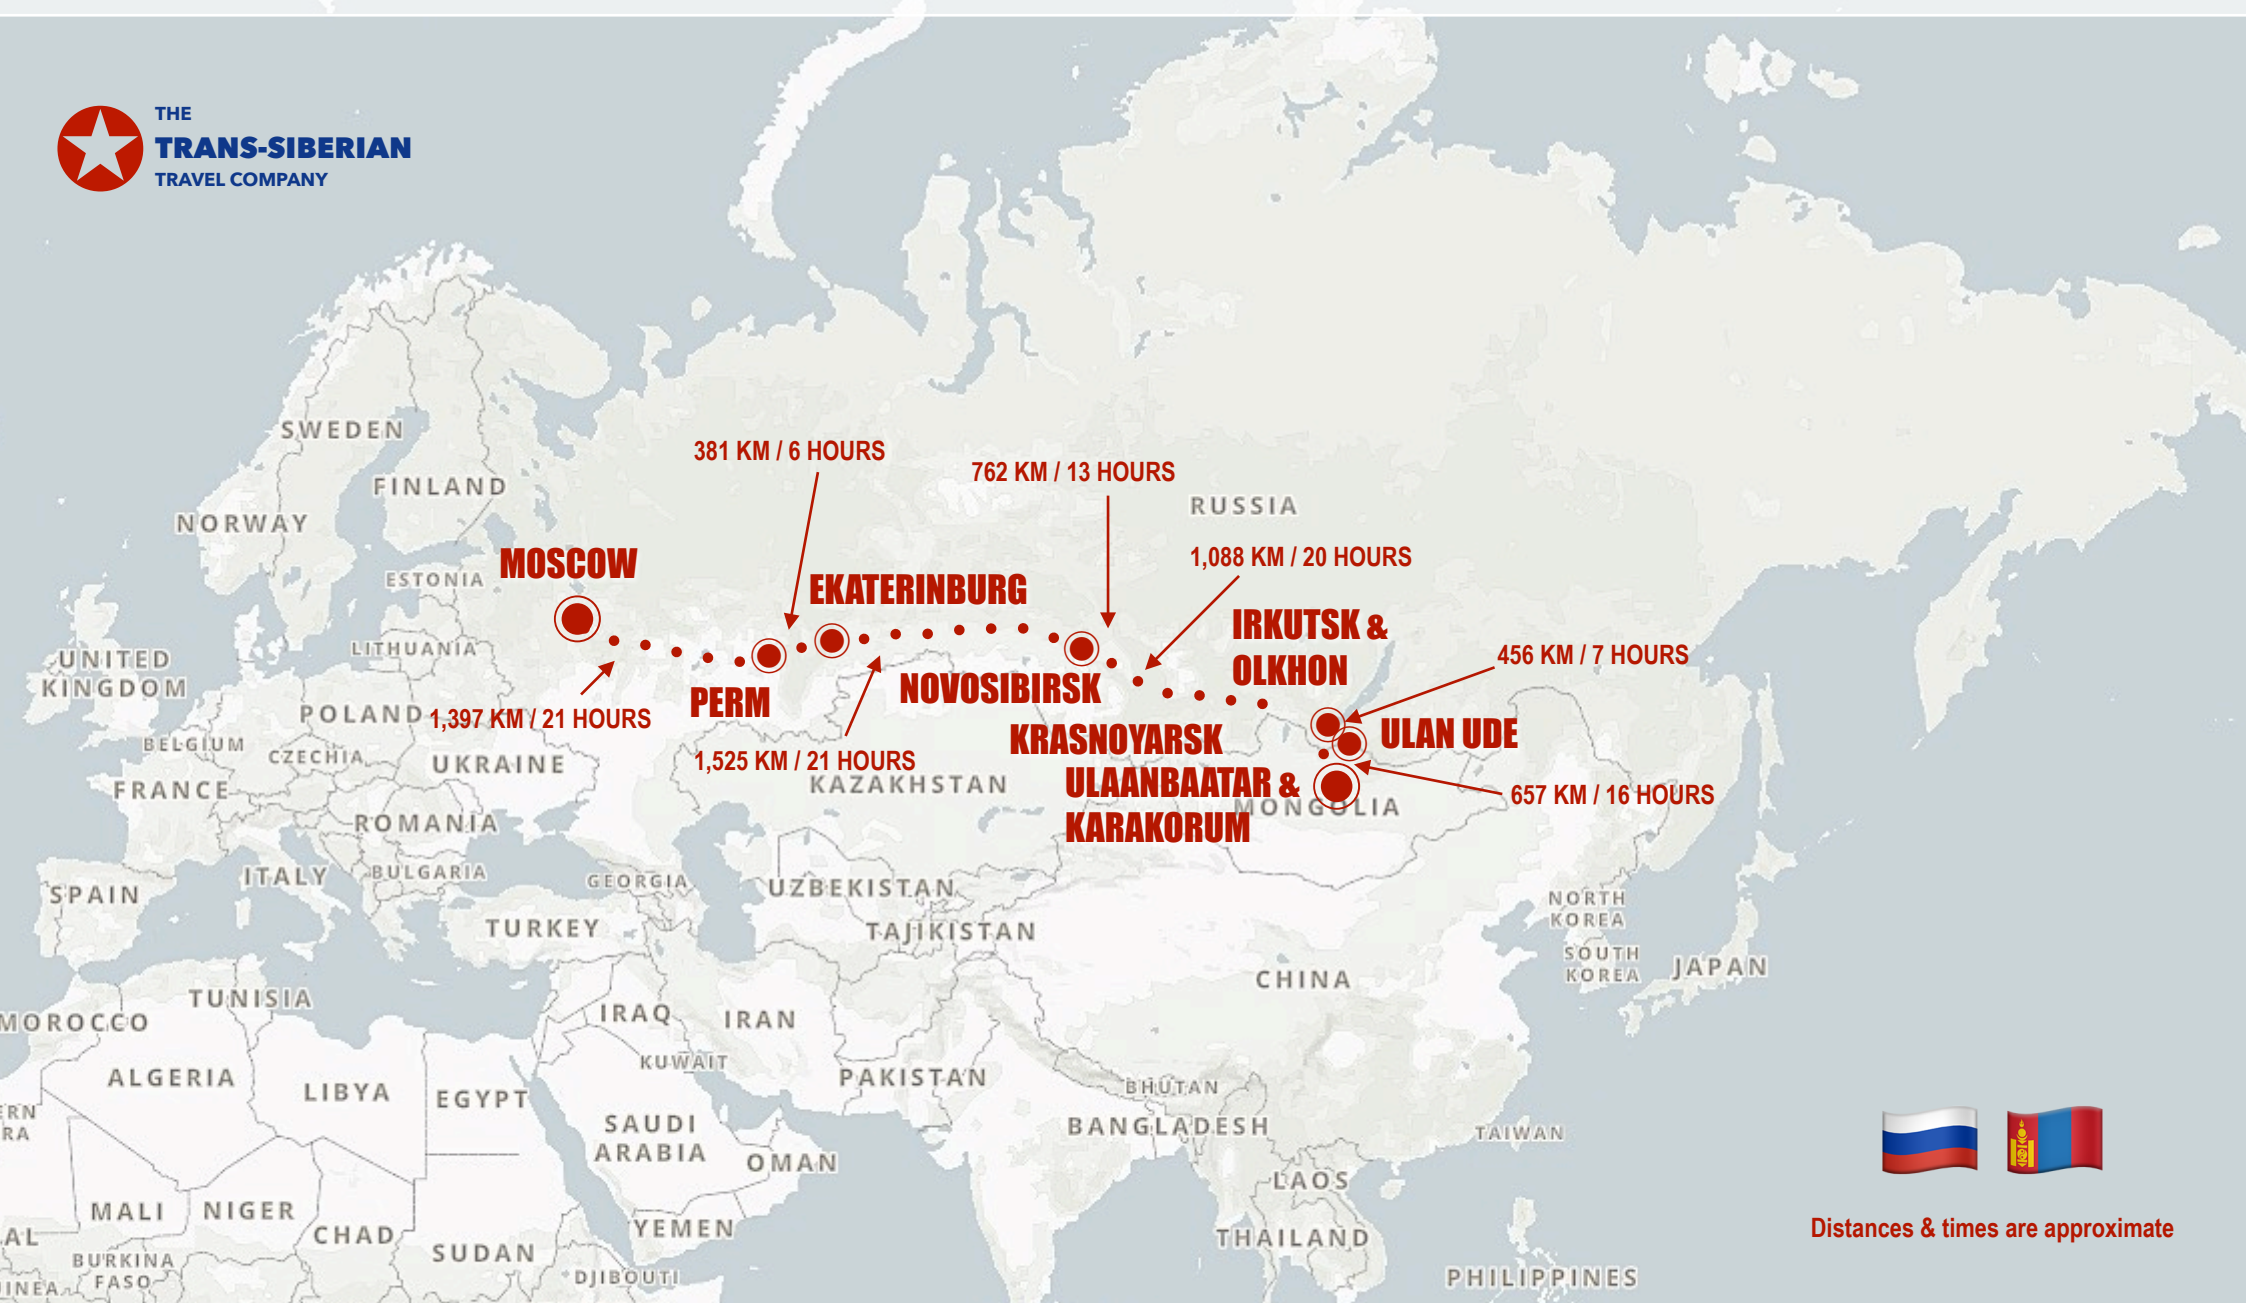 THE
TRANS-SIBERIAN
TRAVEL COMPANY
SWEDEN
FINLAND
NORWAY
381 KM / 6 HOURS
762 KM / 13 HOURS
RUSSIA
1,088 KM / 20 HOURS
MOSCOW
ESTONIA
EKATERINBURG
IRKUTSK &
OLKHON
LITHUANIA
UNITED
KINGDOM
456 KM / 7 HOURS
NOVOSIBIRSK
PERM
POLAND
1,397 KM / 21 HOURS
ULAN UDE
KRASNOYARSK
BELGIUM
CZECHIA
UKRAINE
1,525 KM / 21 HOURS
KAZAKHSTAN
FRANCE
ULAANBAATAR &
KARAKORUM
MONGOLIA
657 KM / 16 HOURS
ROMANIA
ITALY
BULGARIA
GEORGIA
SPAIN
UZBEKISTAN
TURKEY
TAJIKISTAN
NORTH
KOREA
SOUTH
KOREA
JAPAN
CHINA
TUNISIA
MOROCCO
IRAQ
IRAN
KUWAIT
ALGERIA
LIBYA
EGYPT
PAKISTAN
BHUTAN
BANGLADESH
SAUDI
ARABIA
OMAN
TAIWAN
ERN
RA
LAOS
MALI
NIGER
CHAD
SUDAN
YEMEN
THAILAND
AL
BURKINA
FASO
INEA
DJIBOUTI
PHILIPPINES
Distances & times are approximate